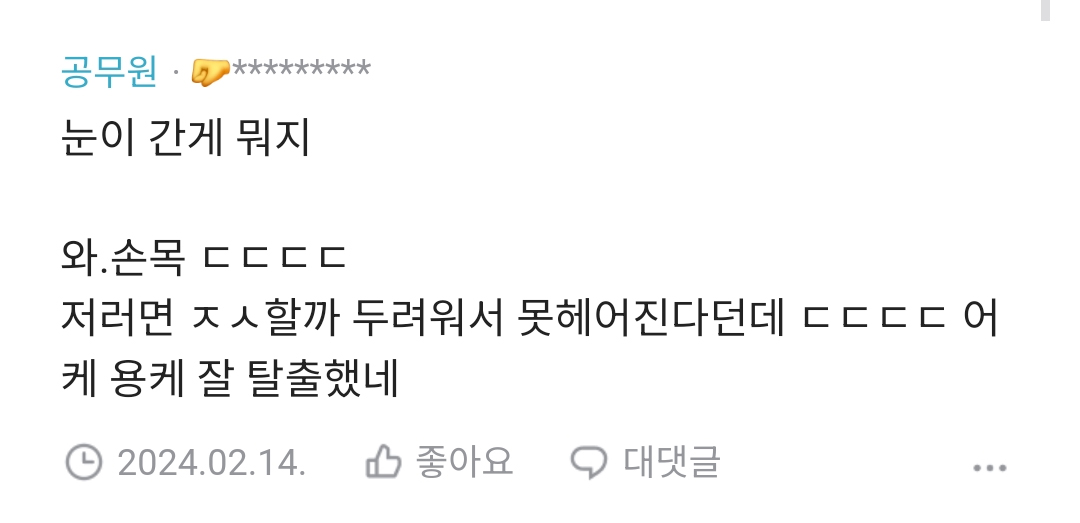 공무원 · 🤛*********
눈이 간게 뭐지
와.손목 ㄷㄷㄷㄷ
저러면 ㅈㅅ할까 두려워서 못헤어진다던데 ㄷㄷㄷㄷ 어
케 용케 잘 탈출했네
2024.02.14. 좋아요 대댓글